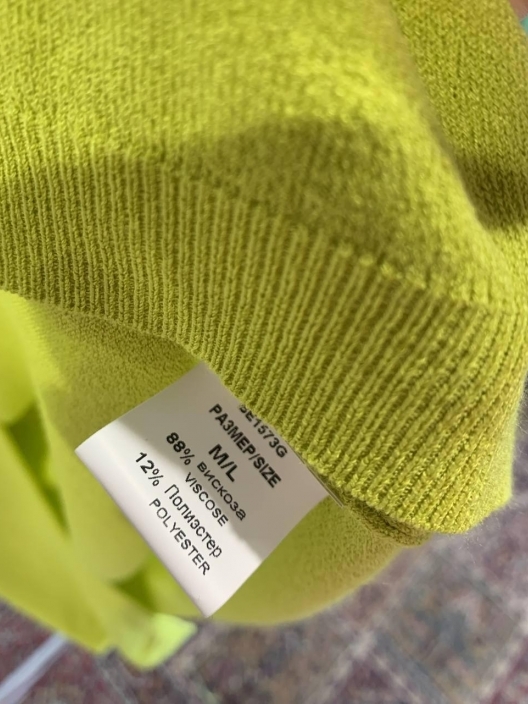 РАЗМЕР/SIZE
M/L
88% вискоза
VISCOSE
12% Полиэстер
POLYESTER